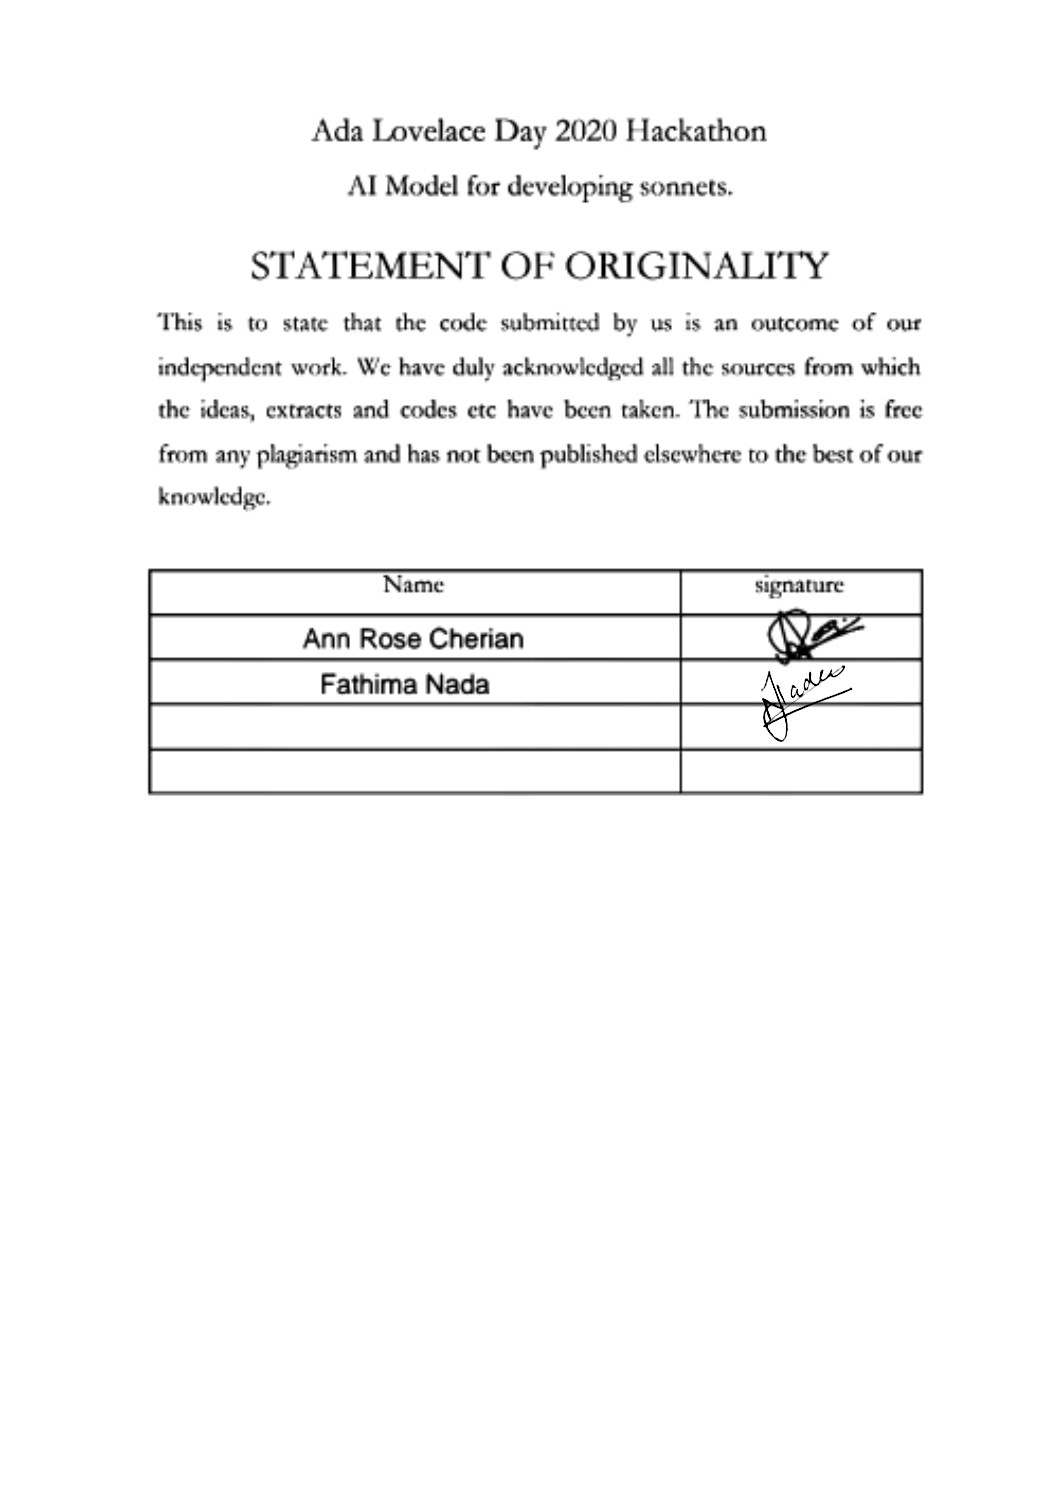 Ada Lovelace Day 2020 Hackathon
AI Model for developing sonnets.
STATEMENT OF ORIGINALITY
This is to state that the code submitted by us is an outcome of our
independent work. We have duly acknowledged all the sources from which
the ideas, extracts and codes etc have been taken. The submission is free
from any plagiarism and has not been published elsewhere to the best of our
knowledge.
Name signature
Ann Rose Cherian
Fathima Nada